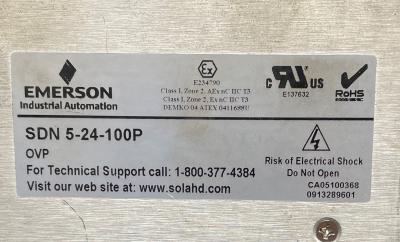 EMERSON
Industrial Automation
Ex
E234790
Class I, Zone 2, AEx nC IIC T3
Class I, Zone 2, Ex nC IIC T3
DEMKO 04 ATEX
c RU US
E137632
RoHS
SDN 5-24-100P
OVP
For Technical Support call: 1-800-377-4384
Visit our web site at: www.solahd.com
Risk of Electrical Shock
Do Not Open
CA05100368
0913289601